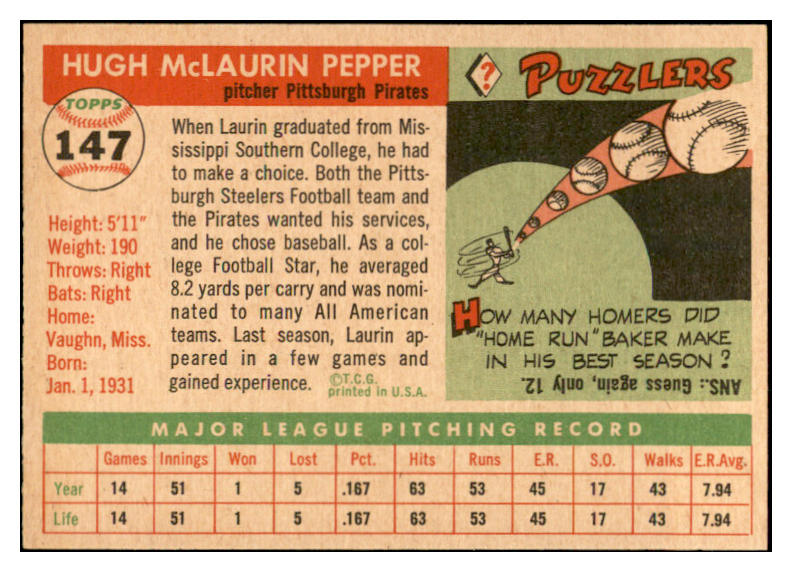 HUGH McLAURIN PEPPER
pitcher Pittsburgh Pirates
TOPPS
147
Height: 5'11"
Weight: 190
Throws: Right
Bats: Right
Home:
Vaughn, Miss.
Born:
Jan. 1, 1931
When Laurin graduated from Mis-
sissippi Southern College, he had
to make a choice. Both the Pitts-
burgh Steelers Football team and
the Pirates wanted his services,
and he chose baseball. As a col-
lege Football Star, he averaged
8.2 yards per carry and was nomi-
nated to many All American
teams. Last season, Laurin ap-
peared in a few games and
gained experience.
©T.C.G.
printed in U.S.A.
? PUZZLERS
HOW MANY HOMERS DID
"HOME RUN" BAKER MAKE
IN HIS BEST SEASON?
ANS.: Guess again, only 12.
MAJOR LEAGUE PITCHING RECORD
Games Innings Won Lost Pct. Hits Runs E.R. S.O. Walks E.R.Avg.
Year 14 51 1 5 .167 63 53 45 17 43 7.94
Life 14 51 1 5 .167 63 53 45 17 43 7.94